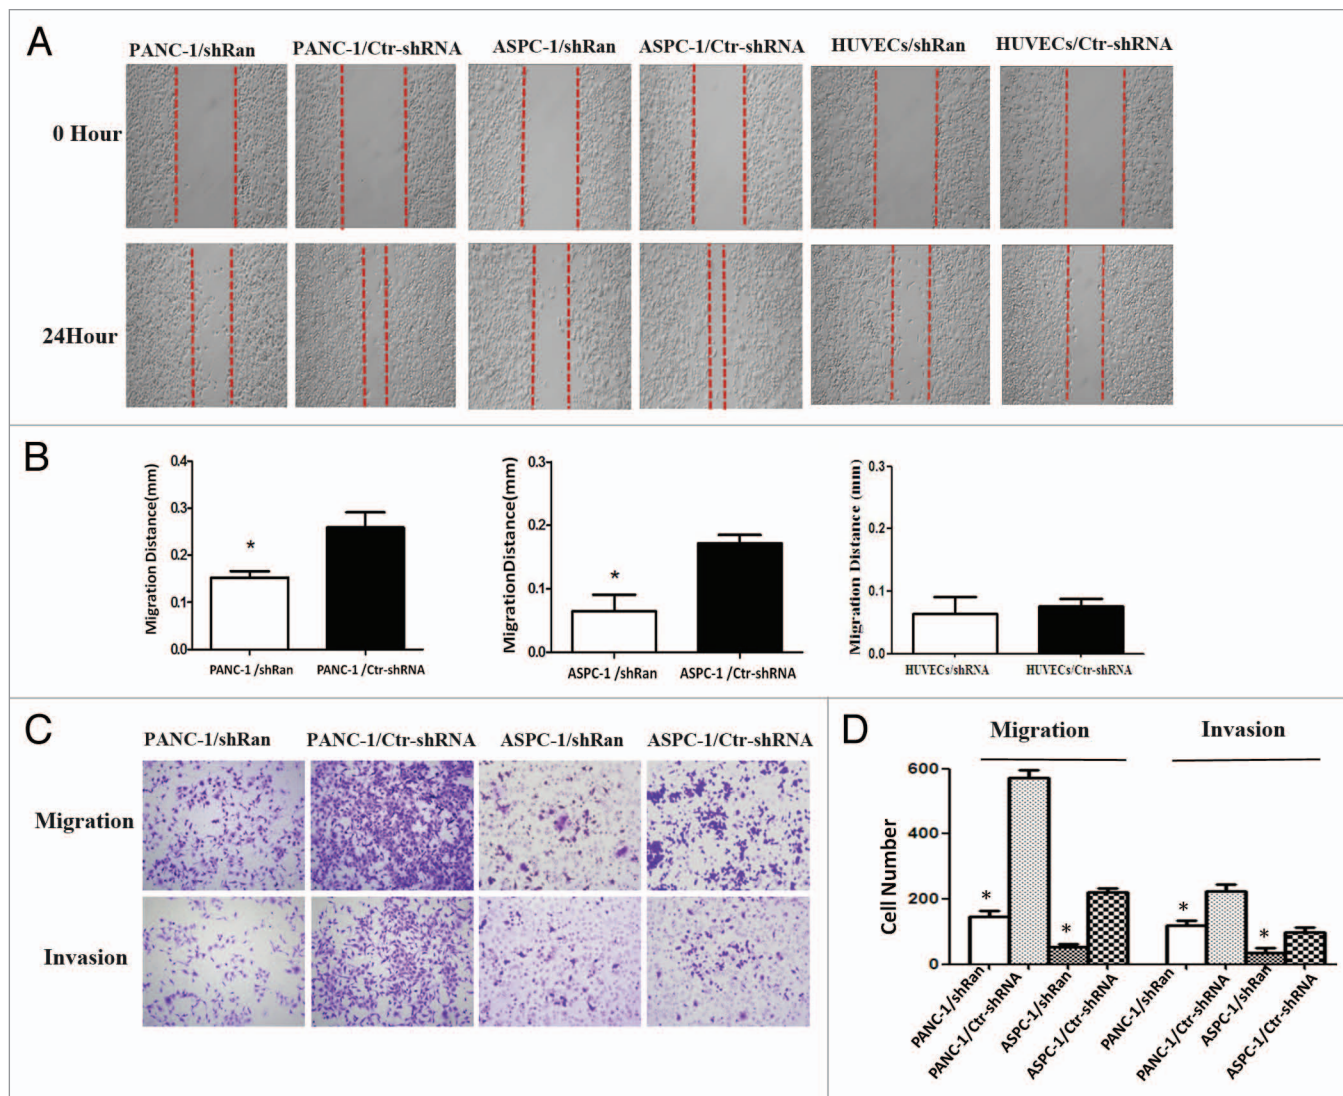 A
PANC-1/shRan PANC-1/Ctr-shRNA ASPC-1/shRan ASPC-1/Ctr-shRNA HUVECs/shRan HUVECs/Ctr-shRNA
0 Hour
24Hour
B
Migration Distance(mm)
0.4
0.3
0.2
0.1
0.0
*
PANC-1/shRan PANC-1 /Ctr-shRNA
MigrationDistance(mm)
0.3
0.2
0.1
0.0
*
ASPC-1 /shRan ASPC-1 /Ctr-shRNA
Migration Distance (mm)
0.3
0.2
0.1
0.0
HUVECs/shRNA HUVECs/Ctr-shRNA
C
PANC-1/shRan PANC-1/Ctr-shRNA ASPC-1/shRan ASPC-1/Ctr-shRNA
Migration
Invasion
D
Migration Invasion
Cell Number
600
400
200
0
* * * *
PANC-1/shRan
PANC-1/Ctr-shRNA
ASPC-1/shRan
ASPC-1/Ctr-shRNA
PANC-1/shRan
PANC-1/Ctr-shRNA
ASPC-1/shRan
ASPC-1/Ctr-shRNA